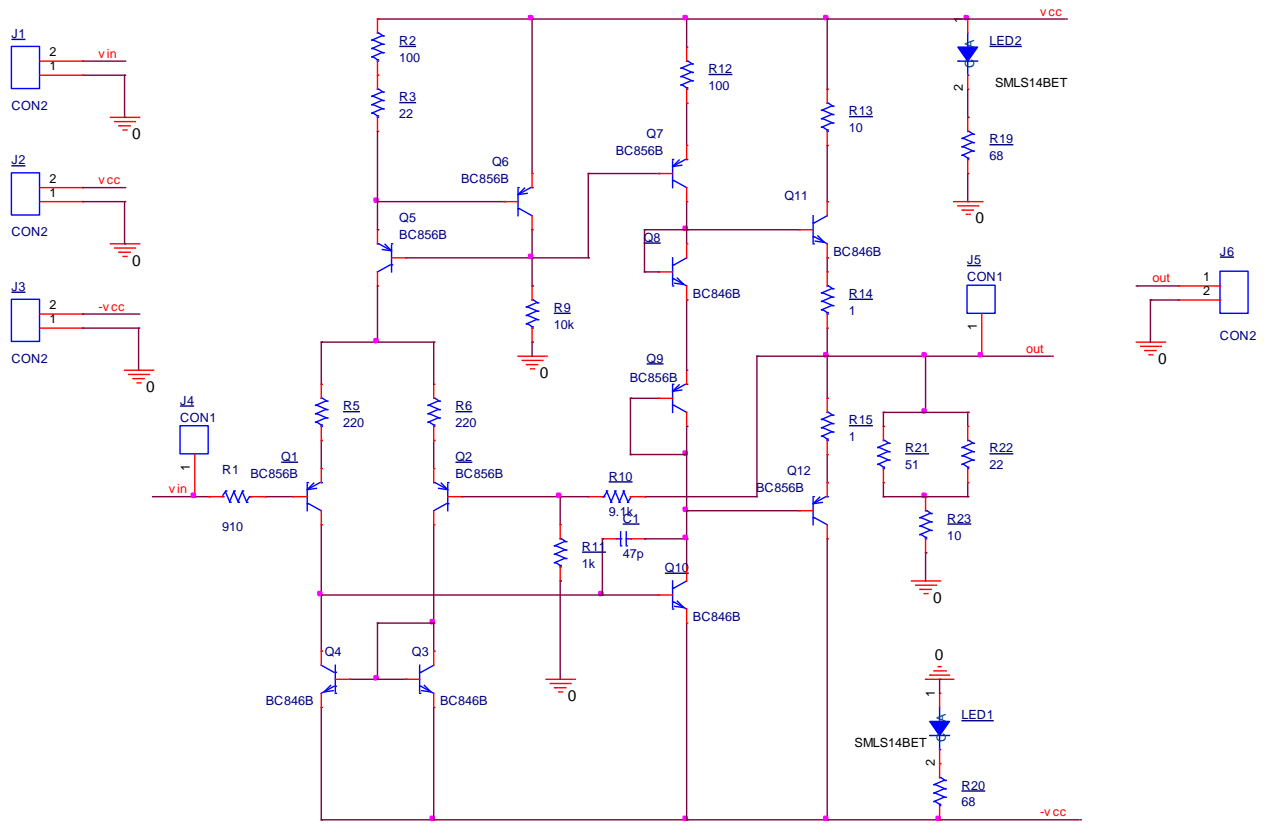 J1
2
vin
1
CON2
0
J2
2
vcc
1
CON2
0
J3
2
-vcc
1
CON2
0
R2
100
R3
22
Q6
BC856B
Q5
BC856B
R9
10k
0
R12
100
Q7
BC856B
Q8
BC846B
Q9
BC856B
R13
10
Q11
BC846B
R14
1
vcc
1
LED2
SMLS14BET
2
R19
68
0
J5
CON1
1
out
J6
out
1
2
CON2
0
J4
CON1
1
vin
R1
910
R5
220
R6
220
Q1
BC856B
Q2
BC856B
R10
9.1k
C1
47p
R11
1k
0
R15
1
Q12
BC856B
R21
51
R22
22
R23
10
0
Q10
BC846B
Q4
BC846B
Q3
BC846B
0
1
LED1
SMLS14BET
2
R20
68
-vcc